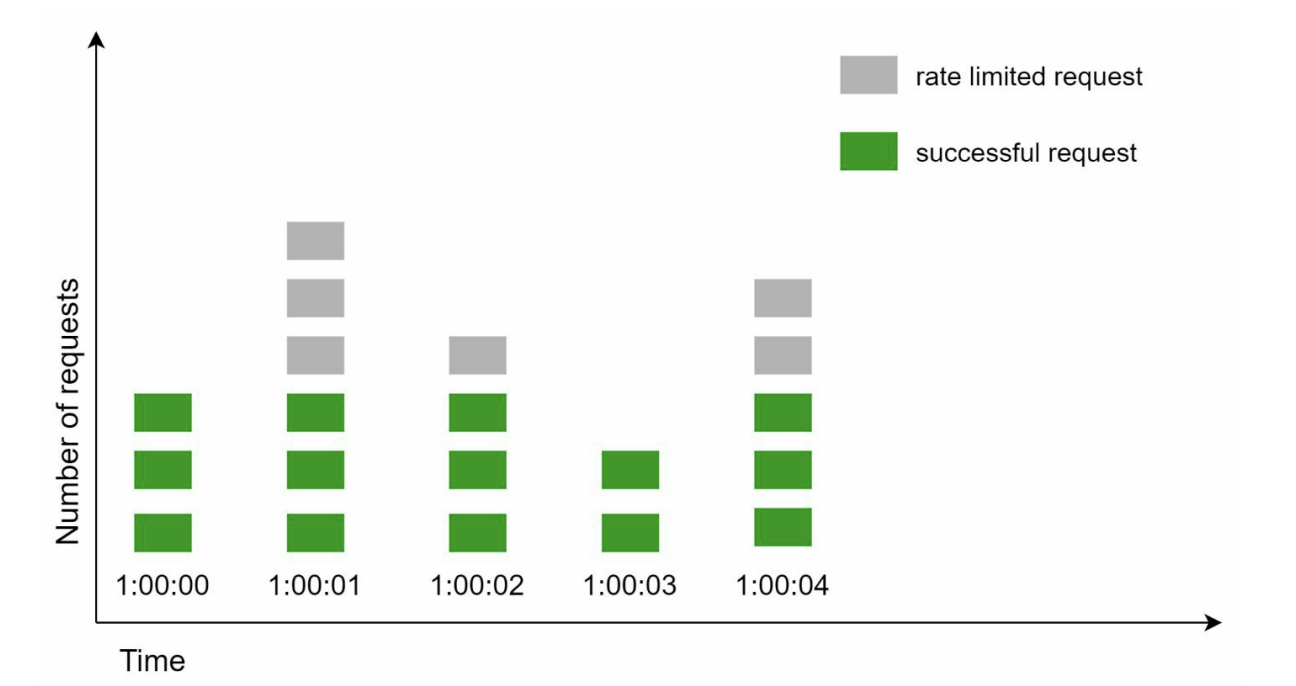 rate limited request
successful request
Number of requests
1:00:00 1:00:01 1:00:02 1:00:03 1:00:04
Time